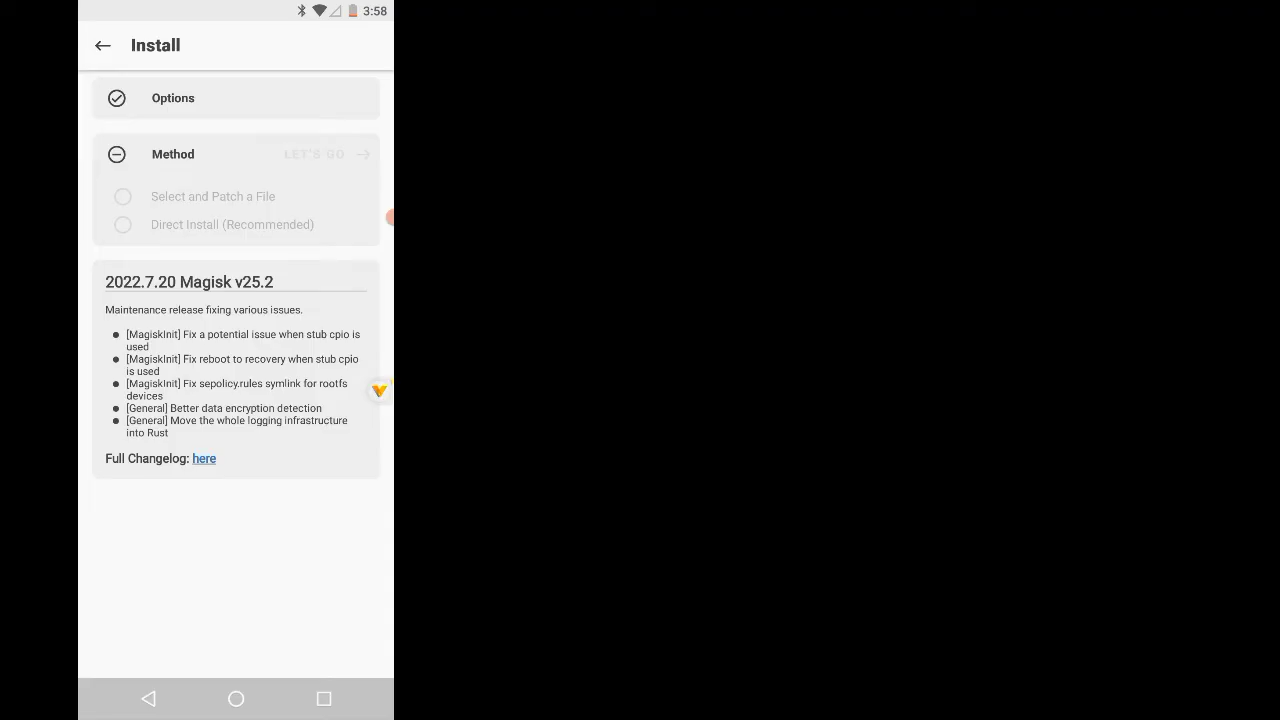 3:58
Install
Options
Method LET'S GO
Select and Patch a File
Direct Install (Recommended)
2022.7.20 Magisk v25.2
Maintenance release fixing various issues.
[MagiskInit] Fix a potential issue when stub cpio is
used
[MagiskInit] Fix reboot to recovery when stub cpio
is used
[MagiskInit] Fix sepolicy.rules symlink for rootfs
devices
[General] Better data encryption detection
[General] Move the whole logging infrastructure
into Rust
Full Changelog: here